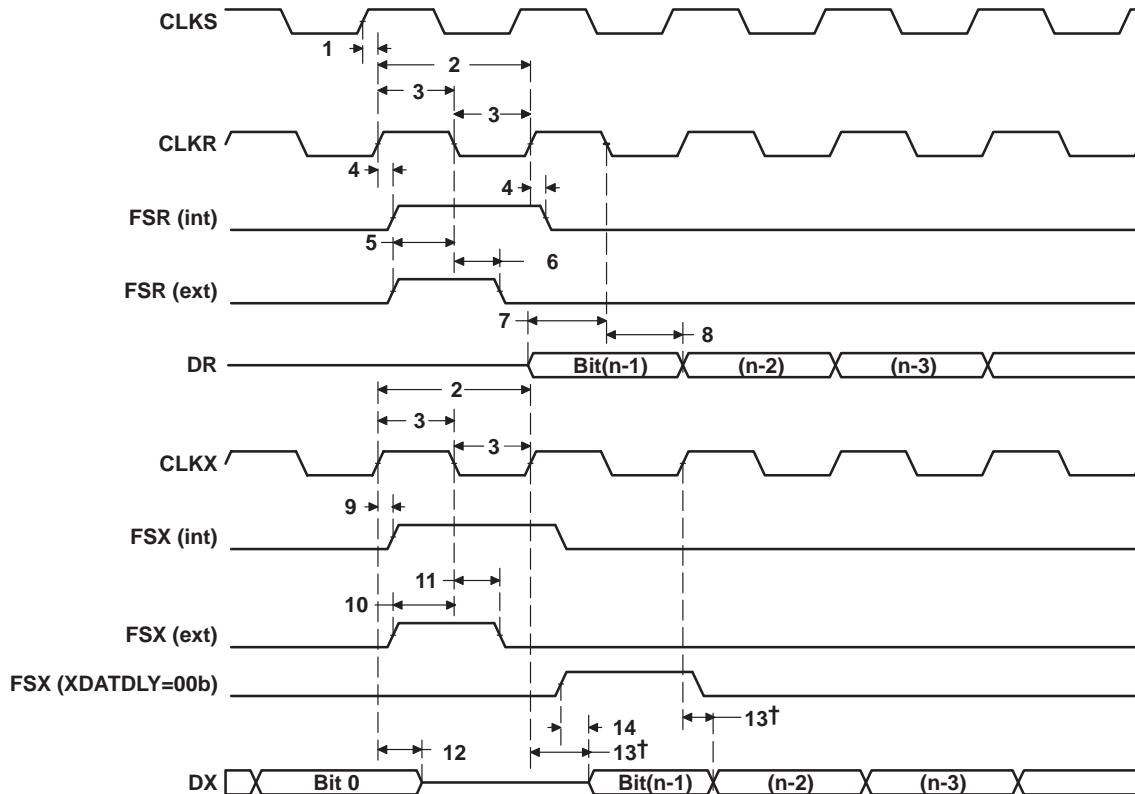 CLKS
1
2
3
3
CLKR
4
4
FSR (int)
5
6
FSR (ext)
7
8
DR
Bit(n-1)
(n-2)
(n-3)
2
3
3
CLKX
9
FSX (int)
11
10
FSX (ext)
FSX (XDATDLY=00b)
14
13†
12
13†
DX
Bit 0
Bit(n-1)
(n-2)
(n-3)